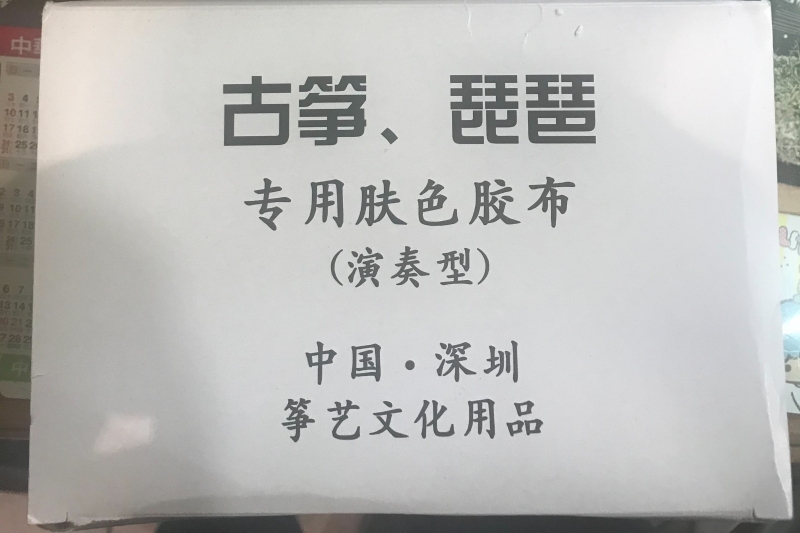 古筝、琵琶
专用肤色胶布
(演奏型)
中国·深圳
筝艺文化用品